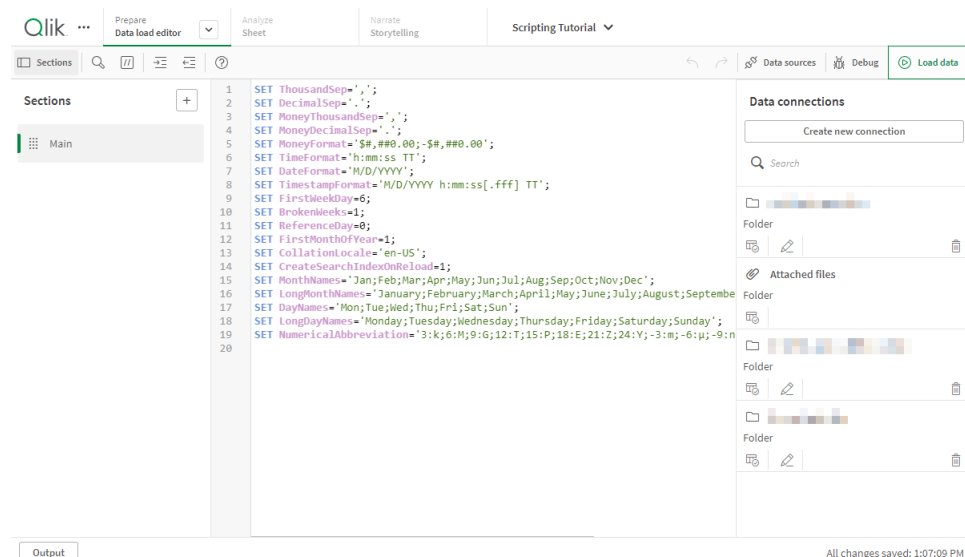 Qlik
Prepare
Data load editor
Analyze
Sheet
Narrate
Storytelling
Scripting Tutorial
Sections
Data sources
Debug
Load data
Sections
Main
1 SET ThousandSep=',';
2 SET DecimalSep='.';
3 SET MoneyThousandSep=',';
4 SET MoneyDecimalSep='.';
5 SET MoneyFormat='$#,##0.00;-$#,##0.00';
6 SET TimeFormat='h:mm:ss TT';
7 SET DateFormat='M/D/YYYY';
8 SET TimestampFormat='M/D/YYYY h:mm:ss[.fff] TT';
9 SET FirstWeekDay=6;
10 SET BrokenWeeks=1;
11 SET ReferenceDay=0;
12 SET FirstMonthOfYear=1;
13 SET CollationLocale='en-US';
14 SET CreateSearchIndexOnReload=1;
15 SET MonthNames='Jan;Feb;Mar;Apr;May;Jun;Jul;Aug;Sep;Oct;Nov;Dec';
16 SET LongMonthNames='January;February;March;April;May;June;July;August;Septembe
17 SET DayNames='Mon;Tue;Wed;Thu;Fri;Sat;Sun';
18 SET LongDayNames='Monday;Tuesday;Wednesday;Thursday;Friday;Saturday;Sunday';
19 SET NumericalAbbreviation='3:k;6:M;9:G;12:T;15:P;18:E;21:Z;24:Y;-3:m;-6:μ;-9:n
20
Data connections
Create new connection
Search
Folder
Attached files
Folder
Folder
Folder
Output
All changes saved: 1:07:09 PM